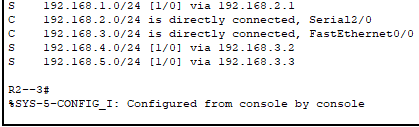 S    192.168.1.0/24 [1/0] via 192.168.2.1
C    192.168.2.0/24 is directly connected, Serial2/0
C    192.168.3.0/24 is directly connected, FastEthernet0/0
S    192.168.4.0/24 [1/0] via 192.168.3.2
S    192.168.5.0/24 [1/0] via 192.168.3.3
R2--3#
%SYS-5-CONFIG_I: Configured from console by console